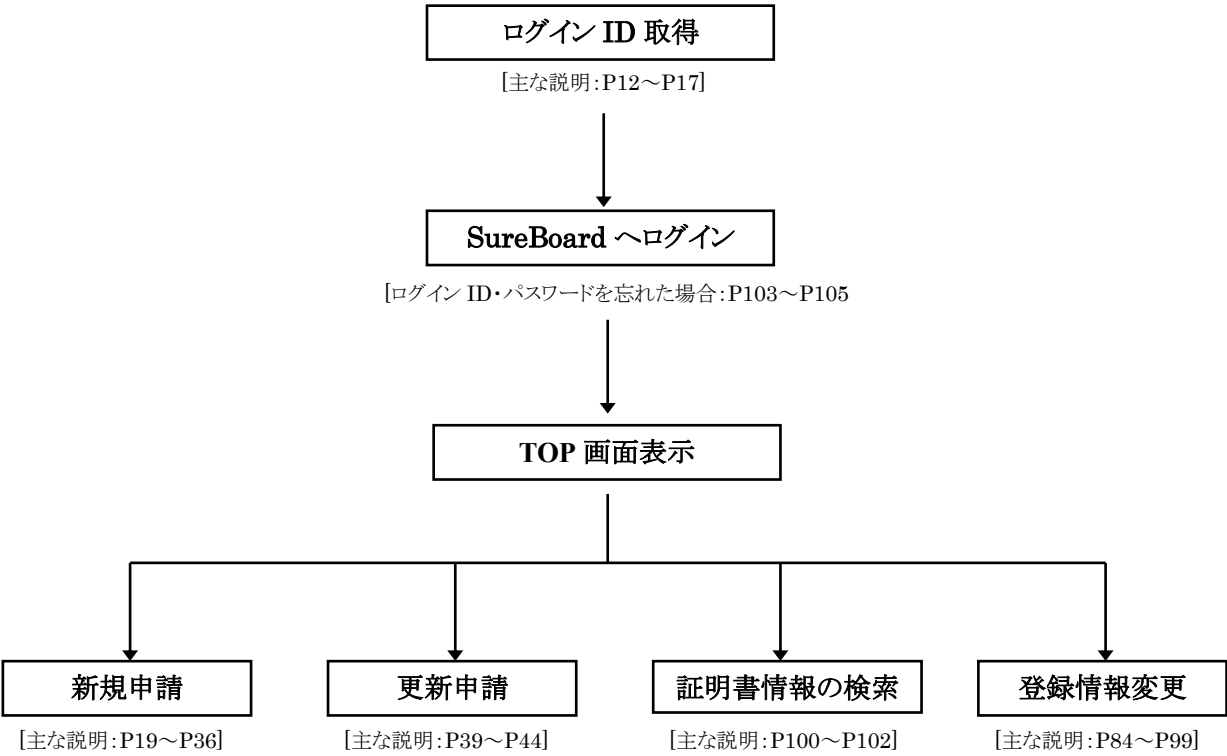 ログイン ID 取得
[主な説明:P12～P17]
SureBoard へログイン
[ログイン ID・パスワードを忘れた場合:P103～P105
TOP 画面表示
新規申請
更新申請
証明書情報の検索
登録情報変更
[主な説明:P19～P36]
[主な説明:P39～P44]
[主な説明:P100～P102]
[主な説明:P84～P99]